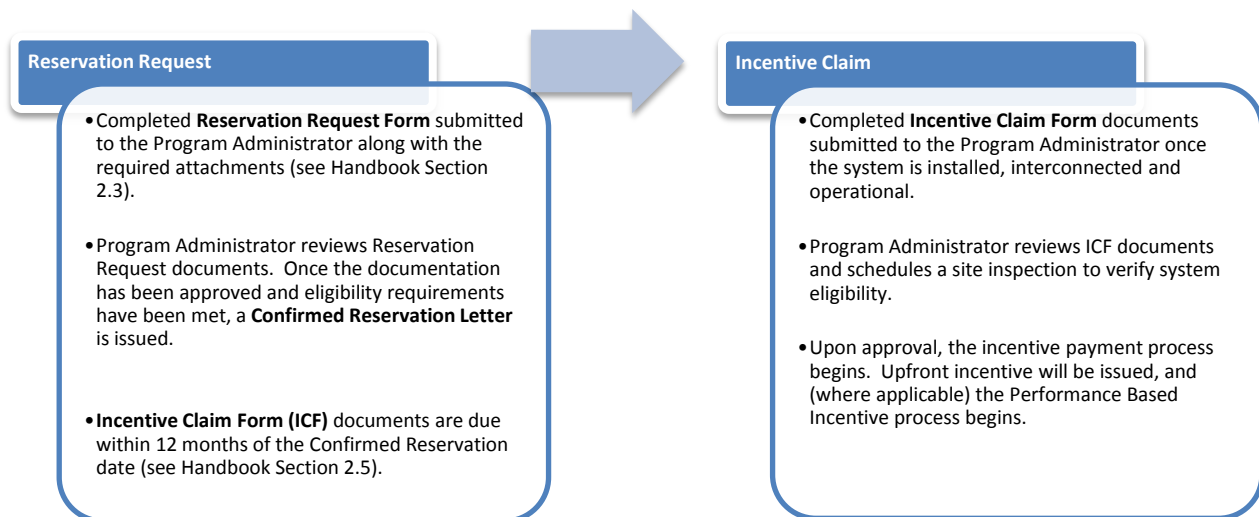 Reservation Request
•Completed Reservation Request Form submitted
to the Program Administrator along with the
required attachments (see Handbook Section
2.3).
•Program Administrator reviews Reservation
Request documents.  Once the documentation
has been approved and eligibility requirements
have been met, a Confirmed Reservation Letter
is issued.
•Incentive Claim Form (ICF) documents are due
within 12 months of the Confirmed Reservation
date (see Handbook Section 2.5).
Incentive Claim
•Completed Incentive Claim Form documents
submitted to the Program Administrator once
the system is installed, interconnected and
operational.
•Program Administrator reviews ICF documents
and schedules a site inspection to verify system
eligibility.
•Upon approval, the incentive payment process
begins.  Upfront incentive will be issued, and
(where applicable) the Performance Based
Incentive process begins.